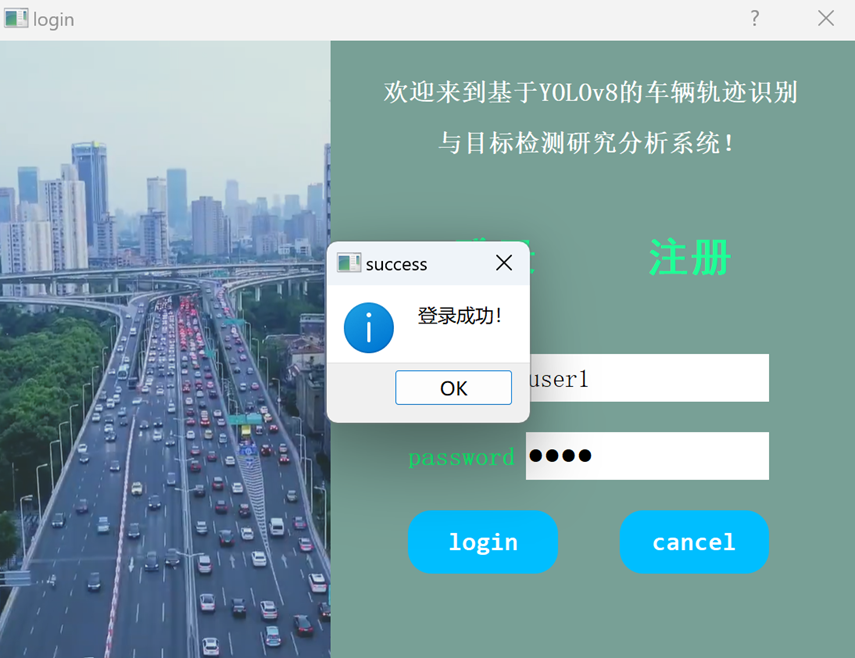 login
?
欢迎来到基于YOLOv8的车辆轨迹识别
与目标检测研究分析系统！
注册
success
登录成功！
OK
user1
password ●●●●
login cancel